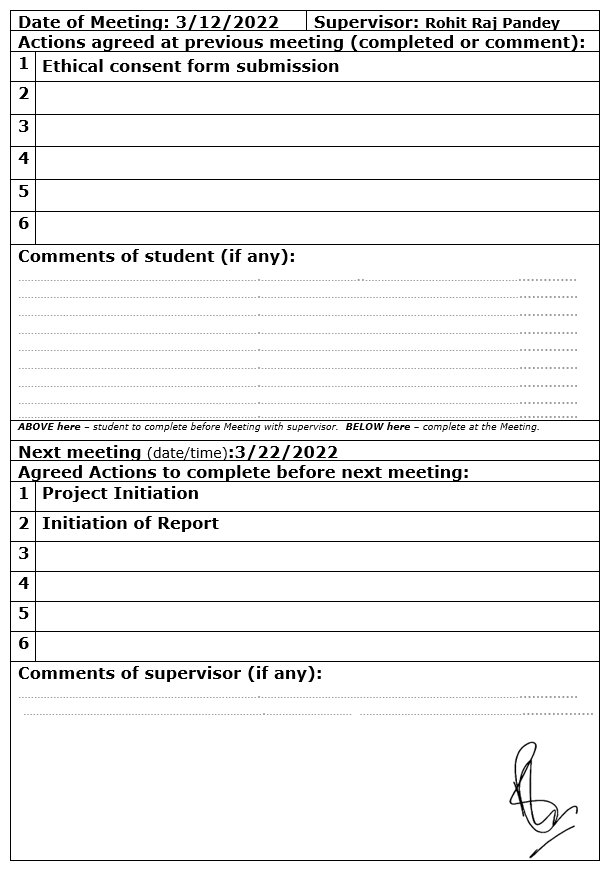 Date of Meeting: 3/12/2022 Supervisor: Rohit Raj Pandey
Actions agreed at previous meeting (completed or comment):
1 Ethical consent form submission
2
3
4
5
6
Comments of student (if any):
ABOVE here – student to complete before Meeting with supervisor. BELOW here – complete at the Meeting.
Next meeting (date/time):3/22/2022
Agreed Actions to complete before next meeting:
1 Project Initiation
2 Initiation of Report
3
4
5
6
Comments of supervisor (if any):